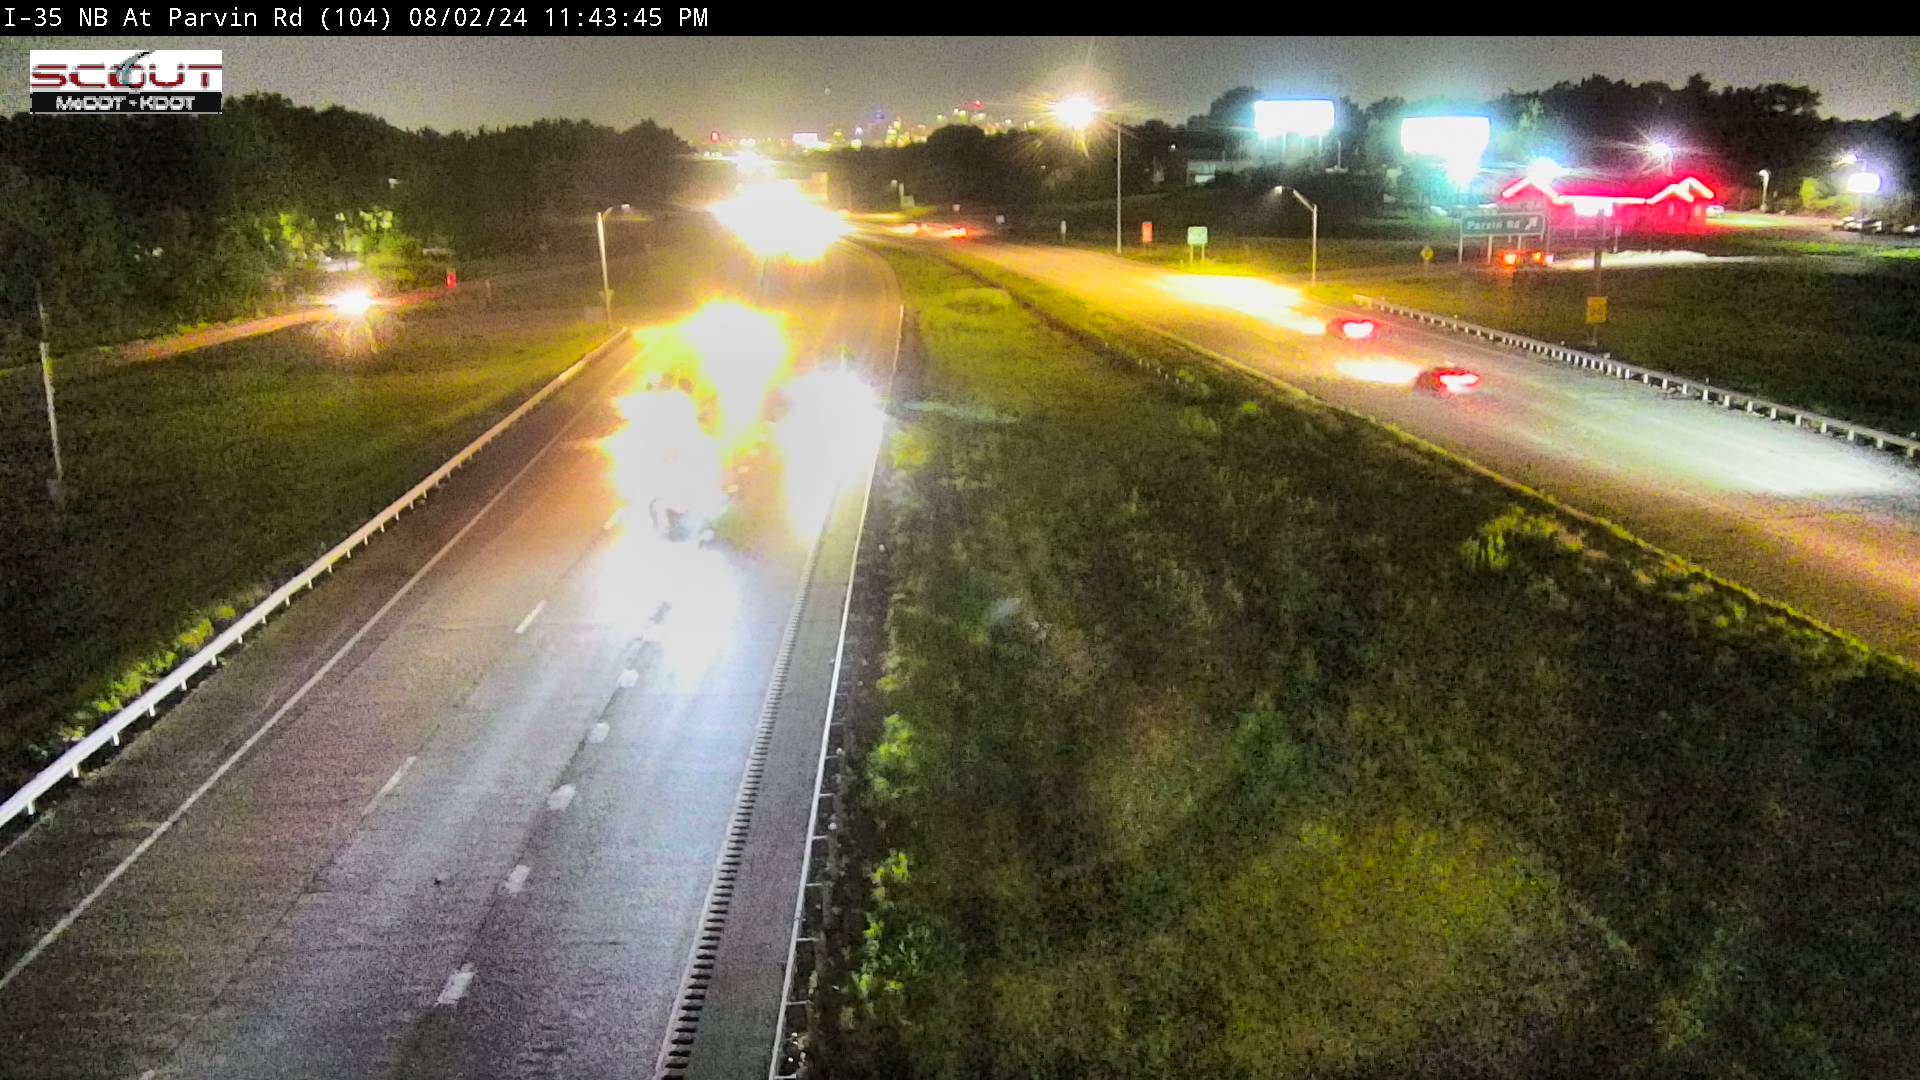 I-35 NB At Parvin Rd (104) 08/02/24 11:43:45 PM
SCOUT
MoDOT - KDOT
Parvin Rd